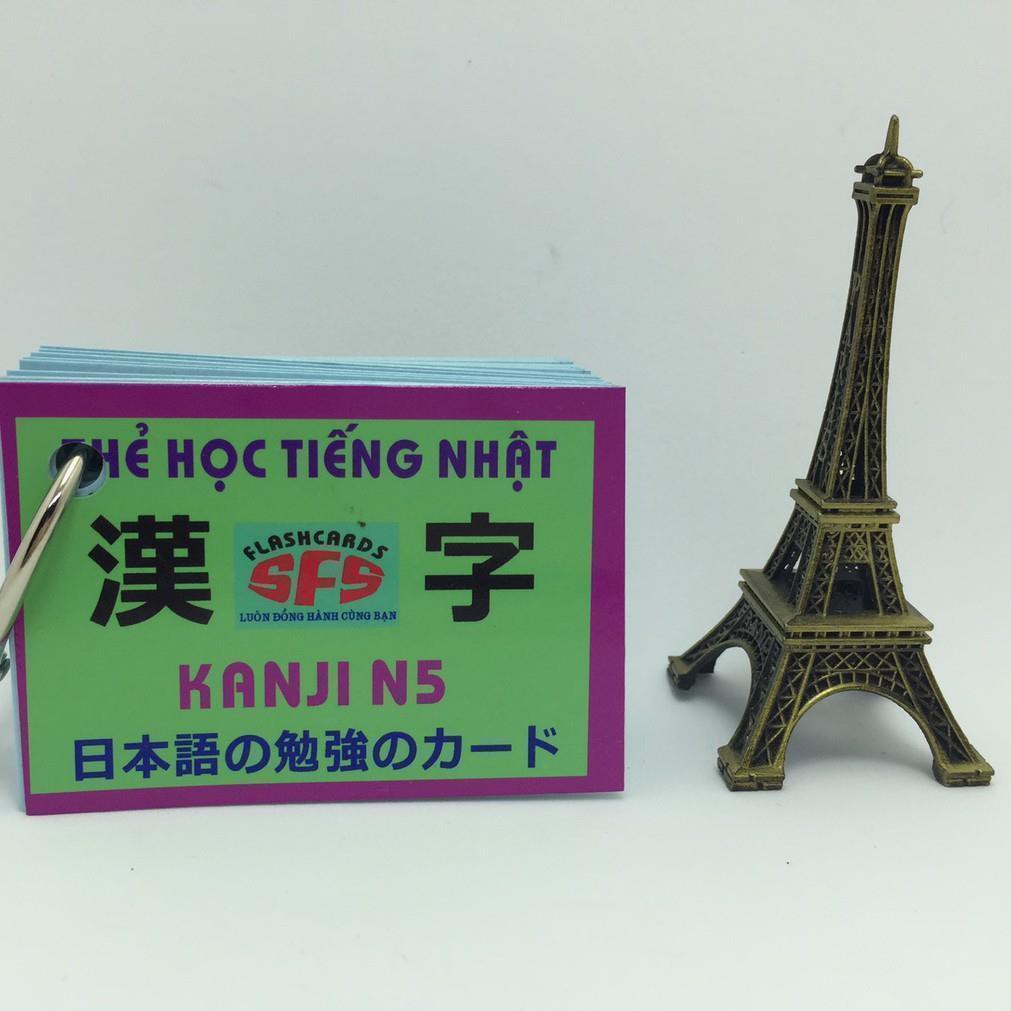 THẺ HỌC TIẾNG NHẬT
漢 字
FLASHCARDS
SFS
LUÔN ĐỒNG HÀNH CÙNG BẠN
KANJI N5
日本語の勉強のカード